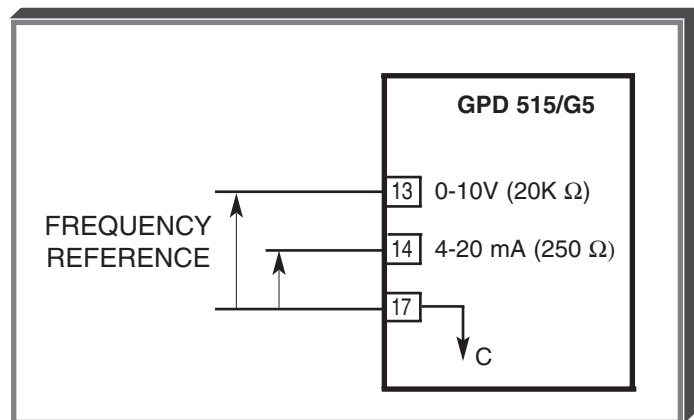 GPD 515/G5
13 0-10V (20K Ω)
FREQUENCY
REFERENCE
14 4-20 mA (250 Ω)
17
C